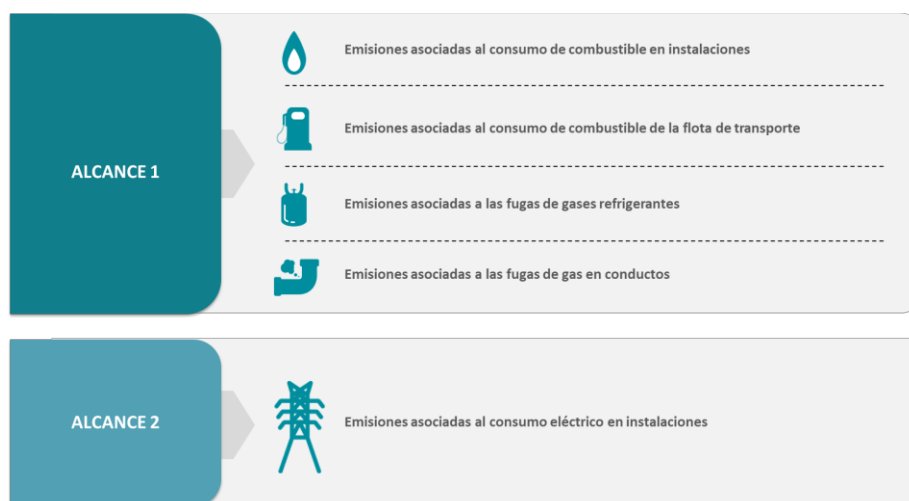 ALCANCE 1
Emisiones asociadas al consumo de combustible en instalaciones
Emisiones asociadas al consumo de combustible de la flota de transporte
Emisiones asociadas a las fugas de gases refrigerantes
Emisiones asociadas a las fugas de gas en conductos
ALCANCE 2
Emisiones asociadas al consumo eléctrico en instalaciones